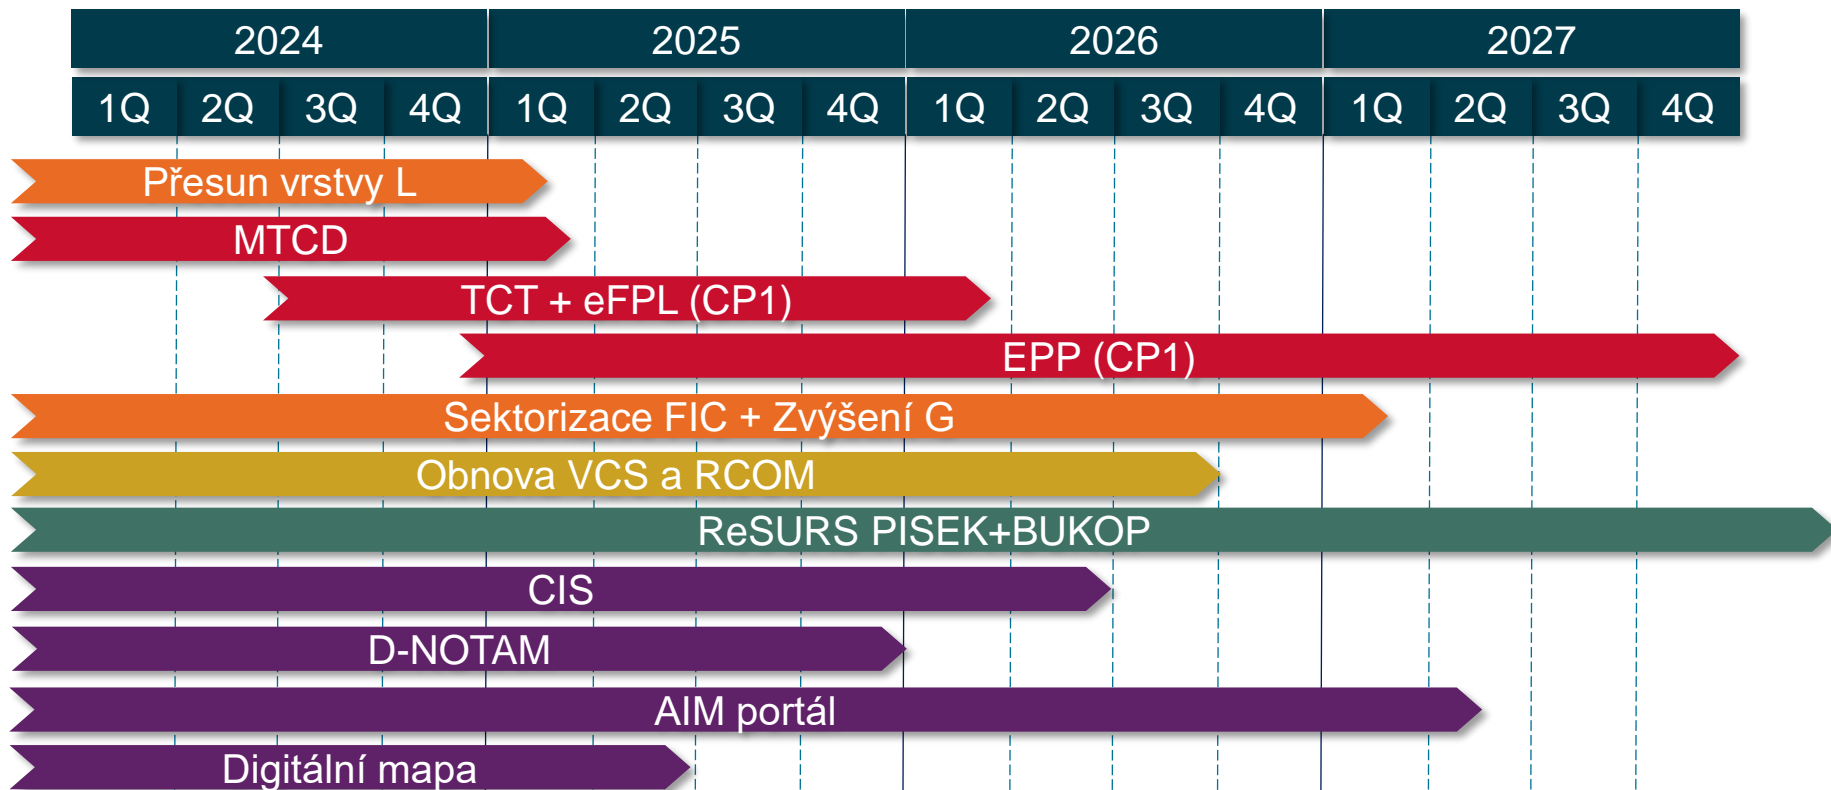 2024 2025 2026 2027
1Q 2Q 3Q 4Q 1Q 2Q 3Q 4Q 1Q 2Q 3Q 4Q 1Q 2Q 3Q 4Q
Přesun vrstvy L
MTCD
TCT + eFPL (CP1)
EPP (CP1)
Sektorizace FIC + Zvýšení G
Obnova VCS a RCOM
ReSURS PISEK+BUKOP
CIS
D-NOTAM
AIM portál
Digitální mapa